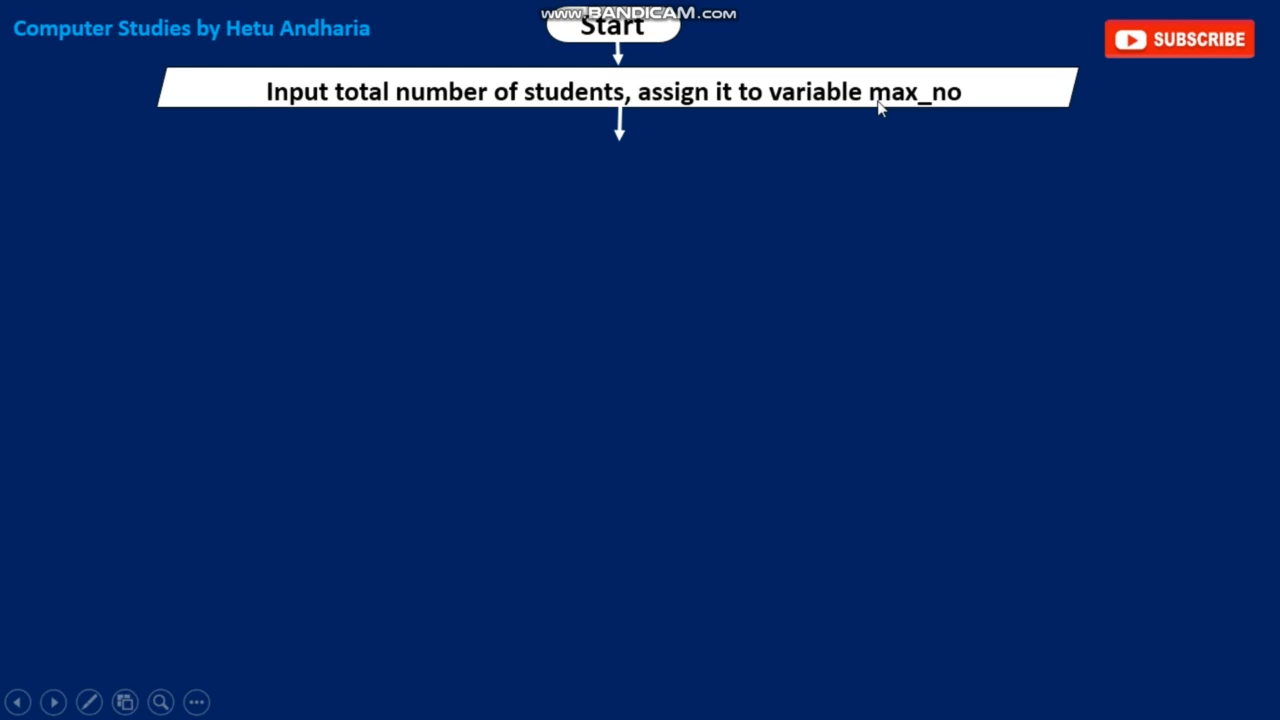 www.BANDICAM.com
Computer Studies by Hetu Andharia
Start
SUBSCRIBE
Input total number of students, assign it to variable max_no